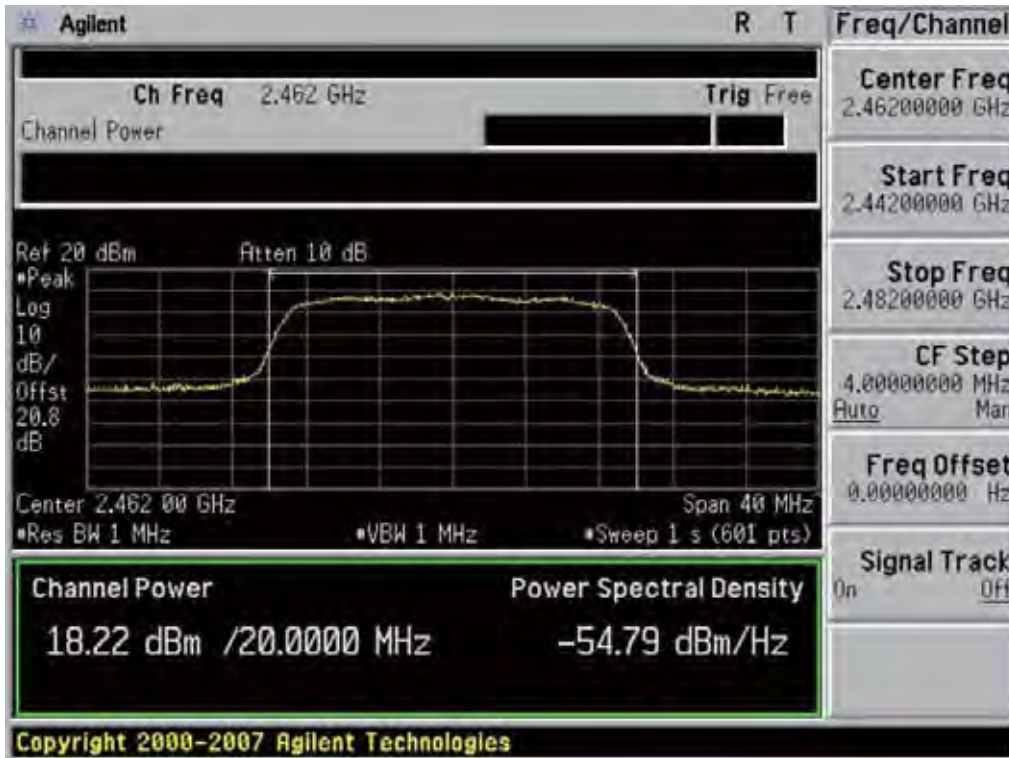 Agilent R T
Ch Freq 2.462 GHz Trig Free
Channel Power
Ref 20 dBm Atten 10 dB
#Peak
Log
10
dB/
Offst
20.8
dB
Center 2.462 00 GHz Span 40 MHz
#Res BW 1 MHz #VBW 1 MHz #Sweep 1 s (601 pts)
Channel Power Power Spectral Density
18.22 dBm /20.0000 MHz -54.79 dBm/Hz
Copyright 2000-2007 Agilent Technologies
Freq/Channel
Center Freq
2.46200000 GHz
Start Freq
2.44200000 GHz
Stop Freq
2.48200000 GHz
CF Step
4.00000000 MHz
Auto Man
Freq Offset
0.00000000 Hz
Signal Track
On Off